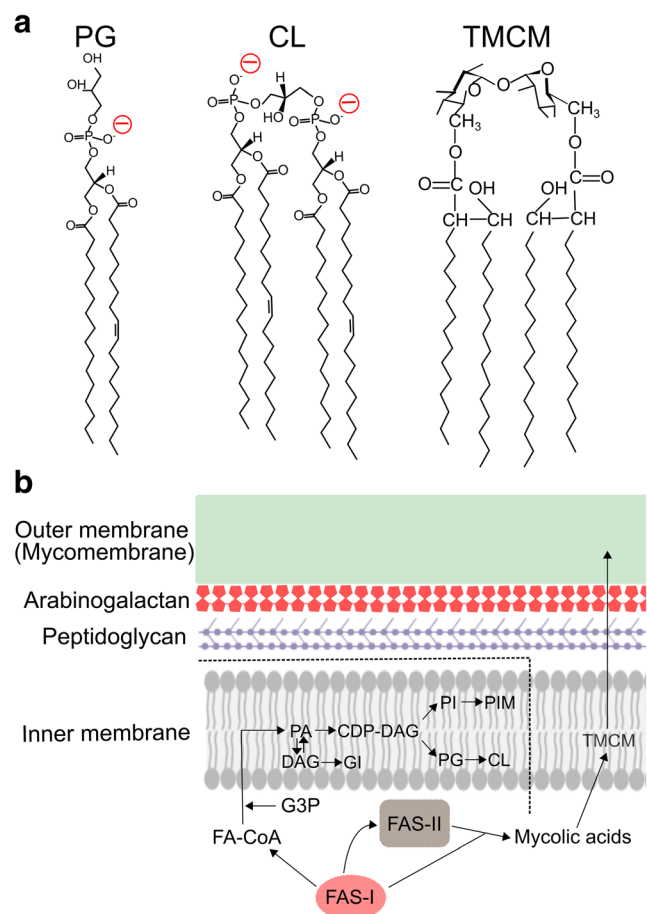 a
PG
CL
TMCM
OH
OH
O
O=P-O-
O
H
O
O
O
O
O
O-
P
O
O
H
HO
O
O
P
O
O-
O
H
H
O
O
O
O
O
O
O
O
O
O
O
O
CH3
CH3
O
O
O=C
C=O
OH
OH
CH
CH
CH
CH
b
Outer membrane
(Mycomembrane)
Arabinogalactan
Peptidoglycan
Inner membrane
PI
PIM
PA
CDP-DAG
DAG
GI
PG
CL
TMCM
G3P
FA-CoA
FAS-II
Mycolic acids
FAS-I